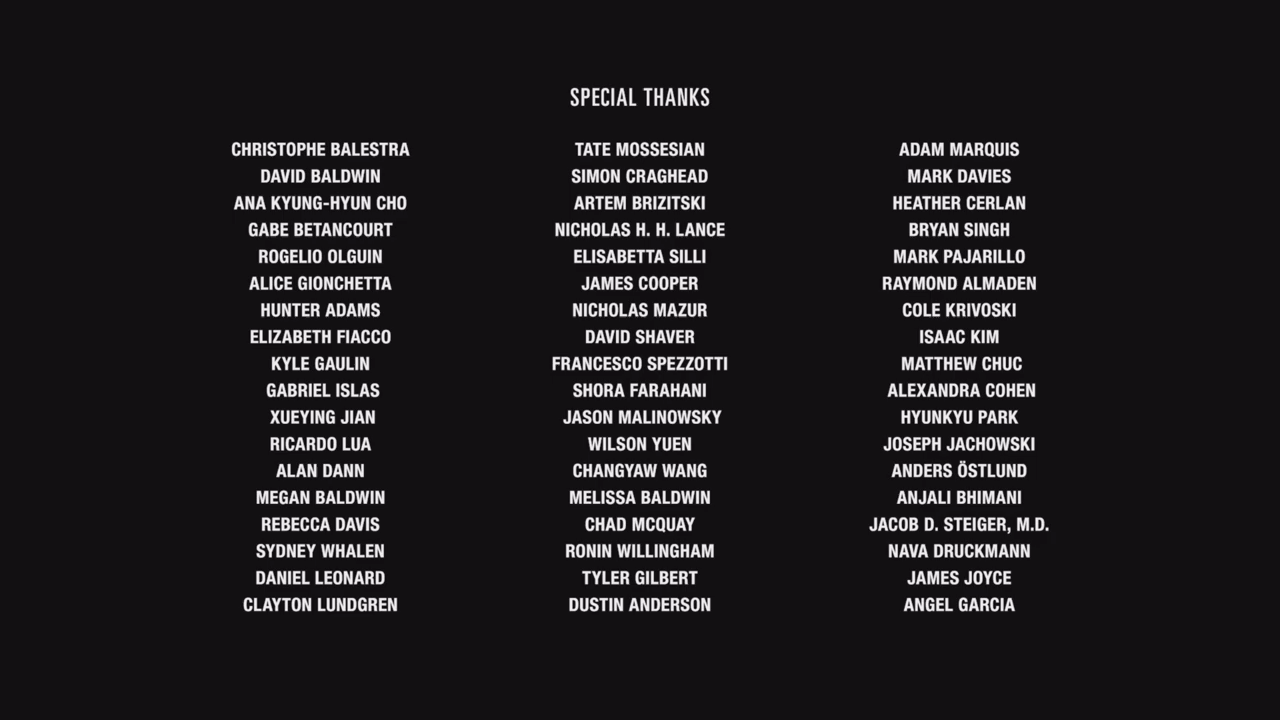 SPECIAL THANKS
CHRISTOPHE BALESTRA
DAVID BALDWIN
ANA KYUNG-HYUN CHO
GABE BETANCOURT
ROGELIO OLGUIN
ALICE GIONCHETTA
HUNTER ADAMS
ELIZABETH FIACCO
KYLE GAULIN
GABRIEL ISLAS
XUEYING JIAN
RICARDO LUA
ALAN DANN
MEGAN BALDWIN
REBECCA DAVIS
SYDNEY WHALEN
DANIEL LEONARD
CLAYTON LUNDGREN
TATE MOSSESIAN
SIMON CRAGHEAD
ARTEM BRIZITSKI
NICHOLAS H. H. LANCE
ELISABETTA SILLI
JAMES COOPER
NICHOLAS MAZUR
DAVID SHAVER
FRANCESCO SPEZZOTTI
SHORA FARAHANI
JASON MALINOWSKY
WILSON YUEN
CHANGYAW WANG
MELISSA BALDWIN
CHAD MCQUAY
RONIN WILLINGHAM
TYLER GILBERT
DUSTIN ANDERSON
ADAM MARQUIS
MARK DAVIES
HEATHER CERLAN
BRYAN SINGH
MARK PAJARILLO
RAYMOND ALMADEN
COLE KRIVOSKI
ISAAC KIM
MATTHEW CHUC
ALEXANDRA COHEN
HYUNKYU PARK
JOSEPH JACHOWSKI
ANDERS ÖSTLUND
ANJALI BHIMANI
JACOB D. STEIGER, M.D.
NAVA DRUCKMANN
JAMES JOYCE
ANGEL GARCIA